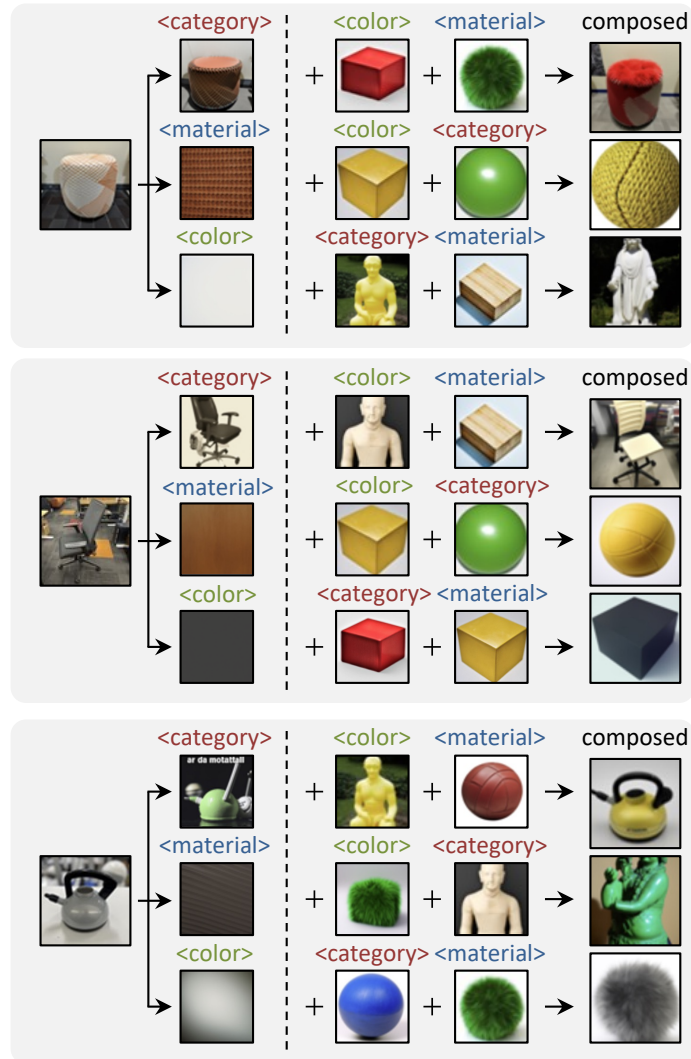 <category>
<color> <material> composed
<material>
<color> <category>
<color>
<category> <material>
<category>
<color> <material> composed
<material>
<color> <category>
<color>
<category> <material>
<category>
<color> <material> composed
ar da motattall
<material>
<color> <category>
<color>
<category> <material>